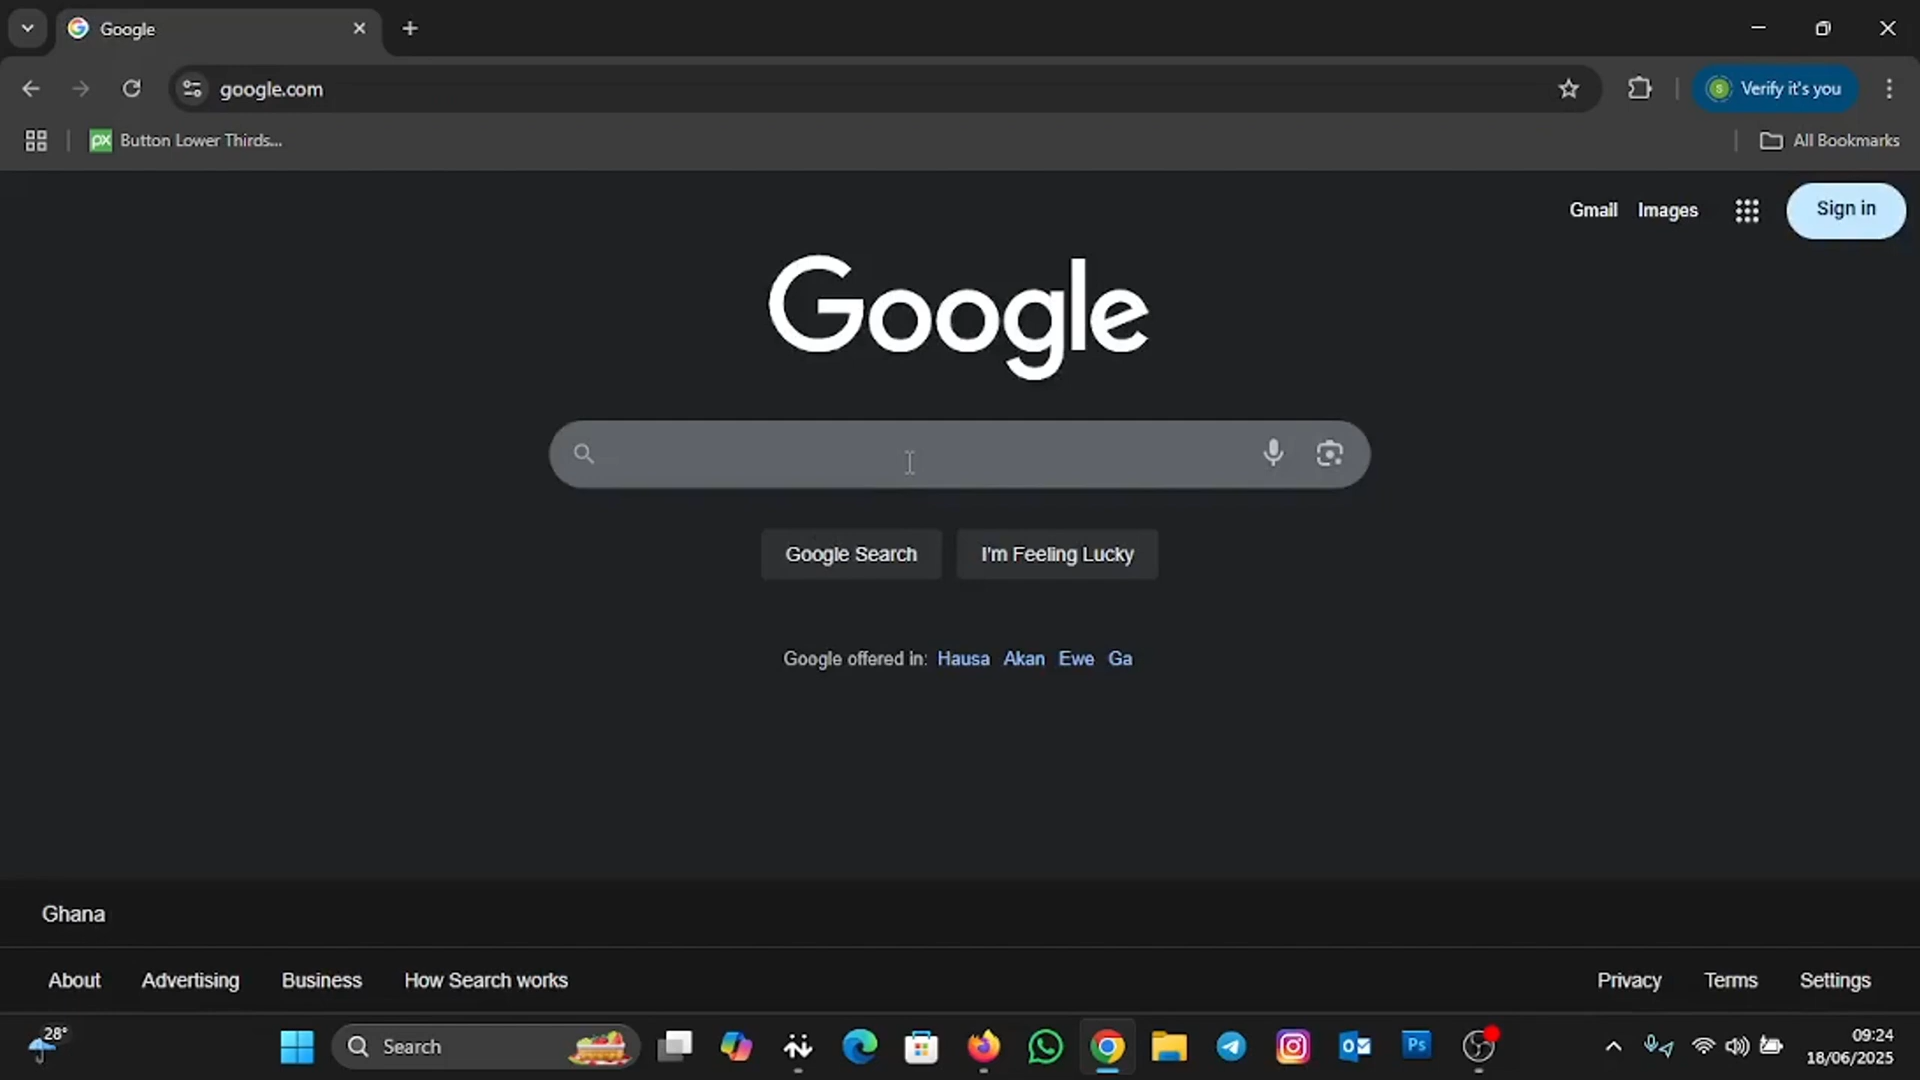 Google
google.com
S Verify it's you
px Button Lower Thirds...
All Bookmarks
Gmail Images Sign in
Google
Google Search I'm Feeling Lucky
Google offered in: Hausa Akan Ewe Ga
Ghana
About Advertising Business How Search works Privacy Terms Settings
28°
Search
Ps
09:24
18/06/2025